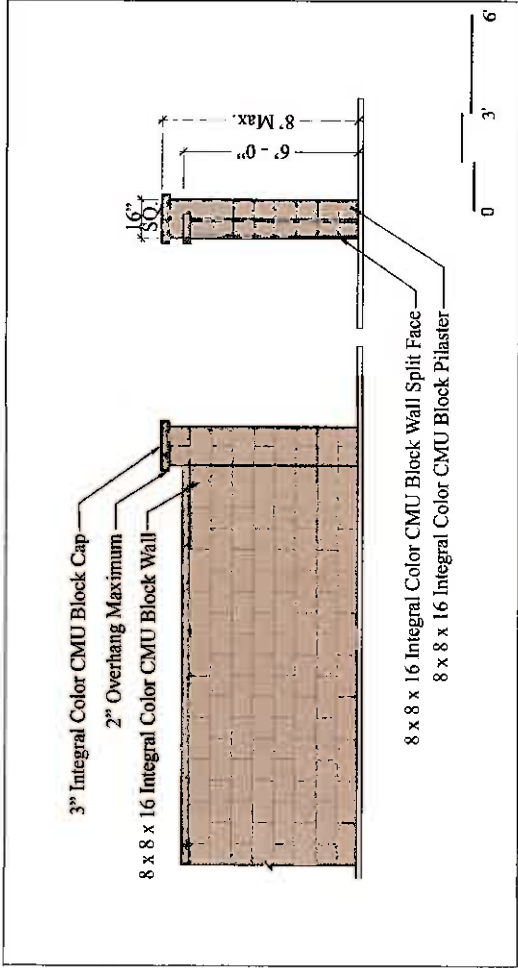 3” Integral Color CMU Block Cap
2” Overhang Maximum
8 x 8 x 16 Integral Color CMU Block Wall
16”
SQ.
6’ - 0”
8’ Max.
8 x 8 x 16 Integral Color CMU Block Wall Split Face
8 x 8 x 16 Integral Color CMU Block Pilaster
0 3' 6'